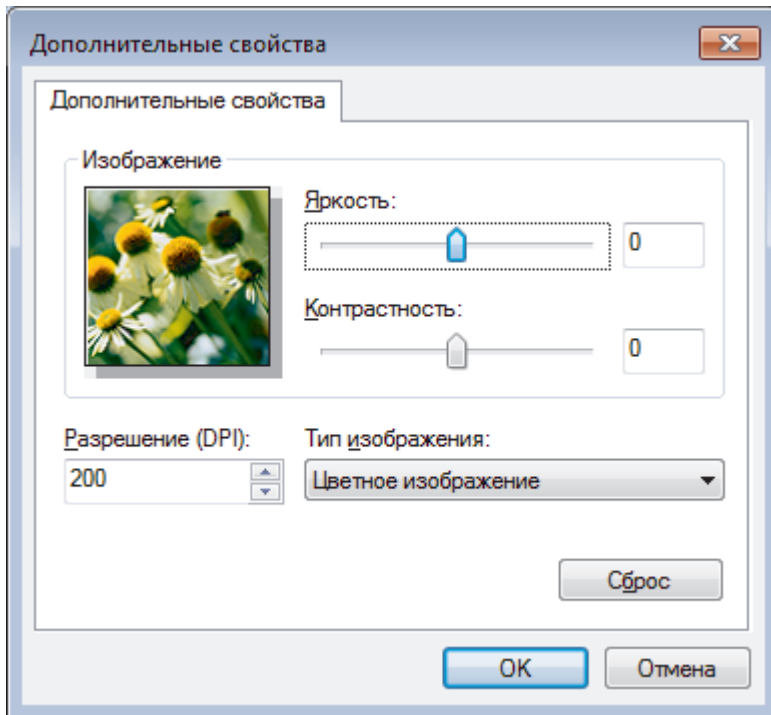 Дополнительные свойства
Дополнительные свойства
Изображение
Яркость:
0
Контрастность:
0
Разрешение (DPI):
Тип изображения:
200
Цветное изображение
Сброс
OK
Отмена